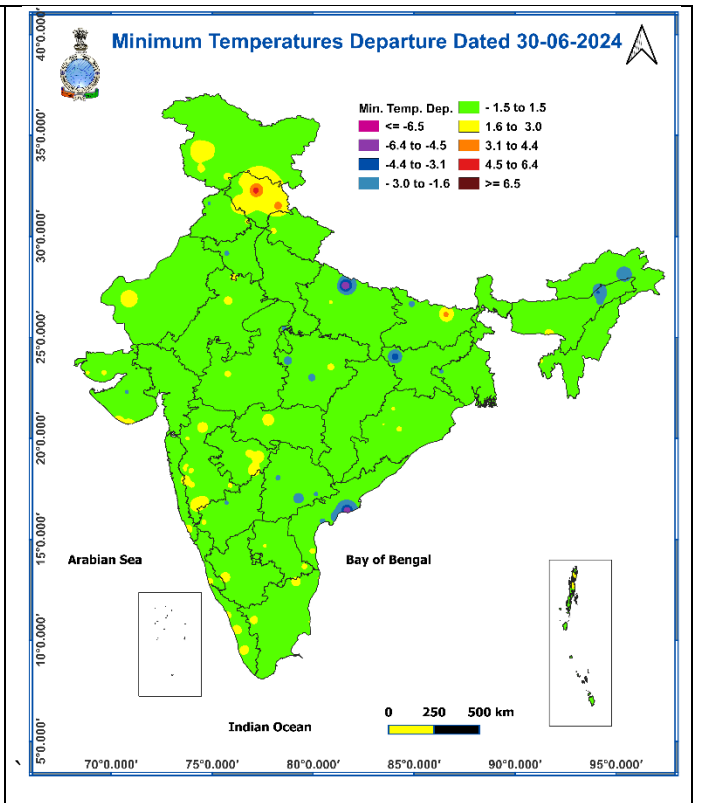 Minimum Temperatures Departure Dated 30-06-2024
Min. Temp. Dep.
<= -6.5
-6.4 to -4.5
-4.4 to -3.1
- 3.0 to -1.6
- 1.5 to 1.5
1.6 to 3.0
3.1 to 4.4
4.5 to 6.4
>= 6.5
40°0.000'
35°0.000'
30°0.000'
25°0.000'
20°0.000'
15°0.000'
10°0.000'
5°0.000'
Arabian Sea
Bay of Bengal
Indian Ocean
0 250 500 km
70°0.000' 75°0.000' 80°0.000' 85°0.000' 90°0.000' 95°0.000'